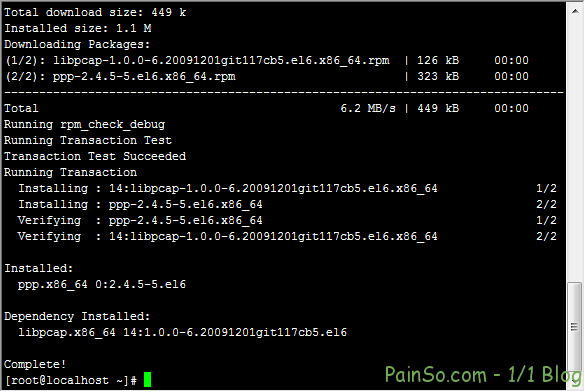 Total download size: 449 k
Installed size: 1.1 M
Downloading Packages:
(1/2): libpcap-1.0.0-6.20091201git117cb5.el6.x86_64.rpm | 126 kB 00:00
(2/2): ppp-2.4.5-5.el6.x86_64.rpm | 323 kB 00:00
--------------------------------------------------------------------------------
Total 6.2 MB/s | 449 kB 00:00
Running rpm_check_debug
Running Transaction Test
Transaction Test Succeeded
Running Transaction
Installing : 14:libpcap-1.0.0-6.20091201git117cb5.el6.x86_64 1/2
Installing : ppp-2.4.5-5.el6.x86_64 2/2
Verifying : ppp-2.4.5-5.el6.x86_64 1/2
Verifying : 14:libpcap-1.0.0-6.20091201git117cb5.el6.x86_64 2/2
Installed:
ppp.x86_64 0:2.4.5-5.el6
Dependency Installed:
libpcap.x86_64 14:1.0.0-6.20091201git117cb5.el6
Complete!
[root@localhost ~]#
PainSo.com - 1/1 Blog